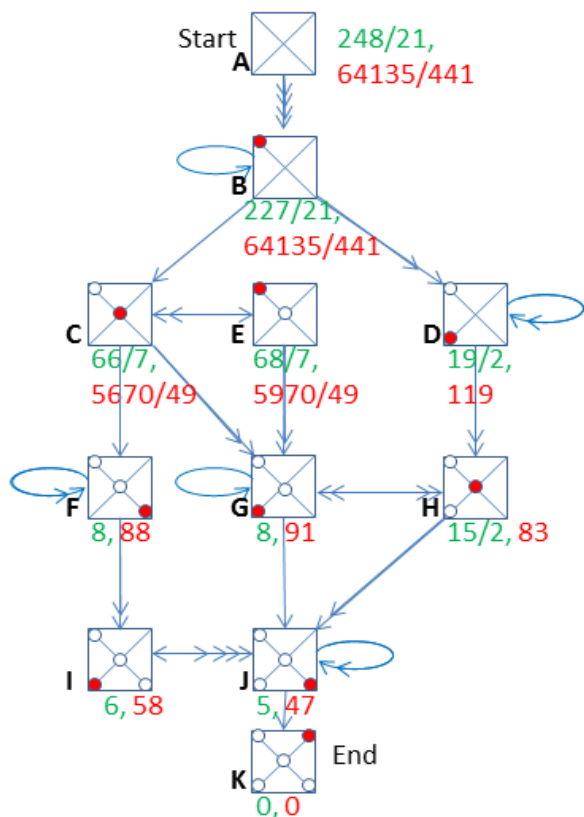 Start
A
248/21,
64135/441
B
227/21,
64135/441
C
66/7,
5670/49
E
68/7,
5970/49
D
19/2,
119
F
8, 88
G
8, 91
H
15/2, 83
I
6, 58
J
5, 47
K
End
0, 0